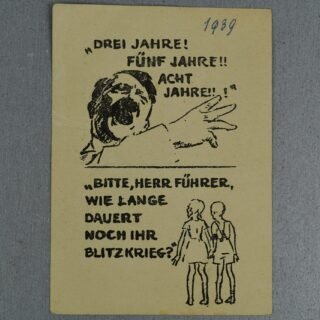 1939
„DREI JAHRE!
FÜNF JAHRE!!
ACHT
JAHRE!!!"
„BITTE, HERR FÜHRER,
WIE LANGE
DAUERT
NOCH IHR
BLITZKRIEG?"